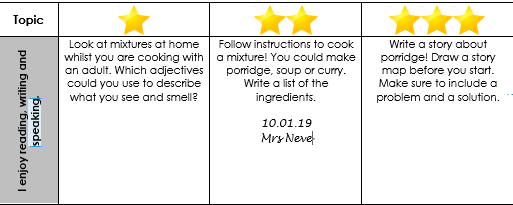 Topic
I enjoy reading, writing and
speaking.
Look at mixtures at home
whilst you are cooking with
an adult. Which adjectives
could you use to describe
what you see and smell?
Follow instructions to cook
a mixture! You could make
porridge, soup or curry.
Write a list of the
ingredients.
10.01.19
Mrs Neve
Write a story about
porridge! Draw a story
map before you start.
Make sure to include a
problem and a solution.